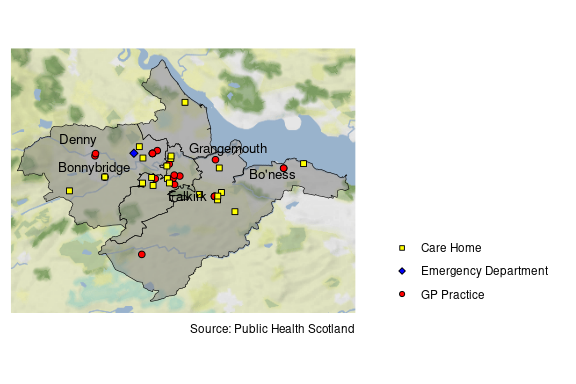 Denny
Grangemouth
Bonnybridge
Bo'ness
Falkirk
Care Home
Emergency Department
GP Practice
Source: Public Health Scotland